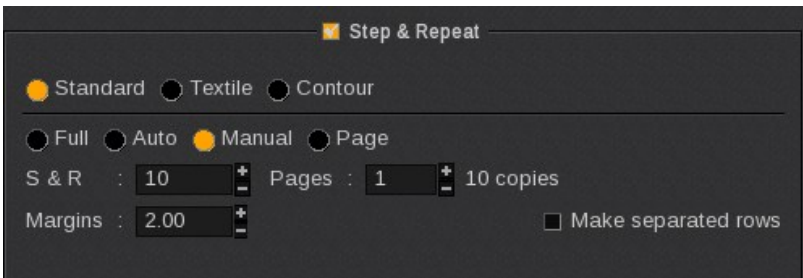 Step & Repeat
Standard Textile Contour
Full Auto Manual Page
S & R : 10 Pages : 1 10 copies
Margins : 2.00 Make separated rows